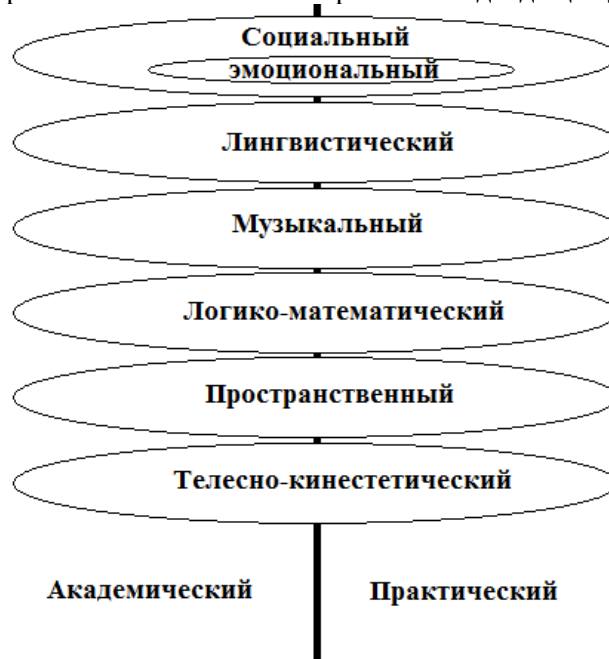 Социальный
эмоциональный
Лингвистический
Музыкальный
Логико-математический
Пространственный
Телесно-кинестетический
Академический
Практический